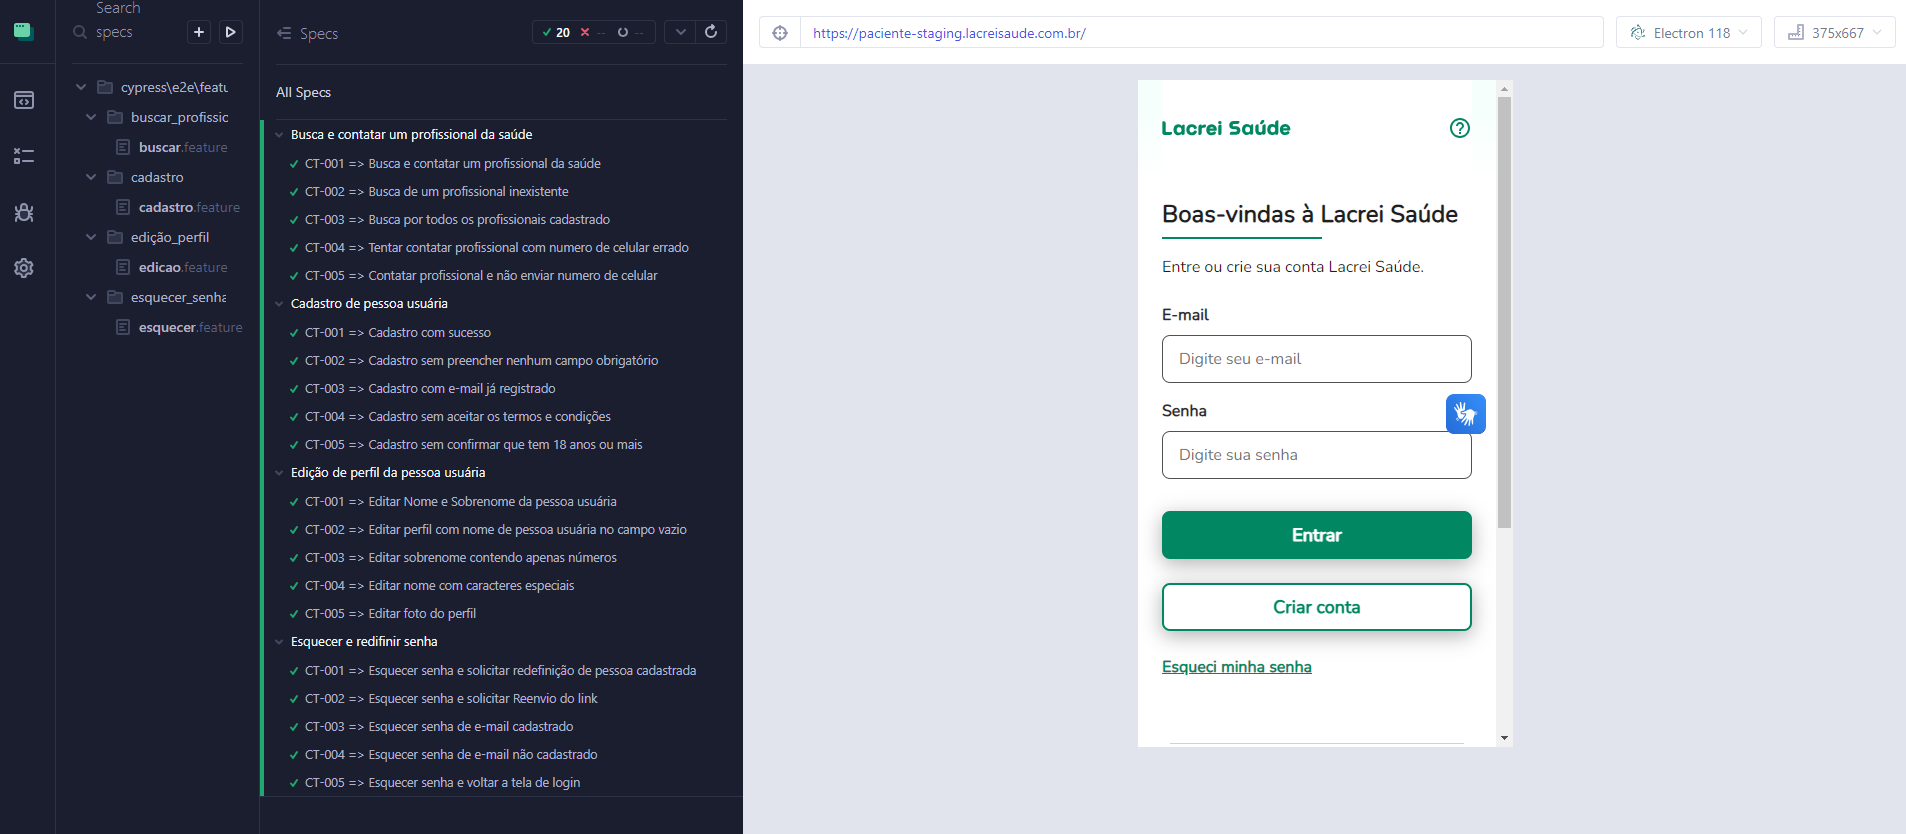 Search
specs
cypress\e2e\featu
buscar_profissio
buscar.feature
cadastro
cadastro.feature
edição_perfil
edicao.feature
esquecer_senha
esquecer.feature
Specs
20 -- --
All Specs
Busca e contatar um profissional da saúde
CT-001 => Busca e contatar um profissional da saúde
CT-002 => Busca de um profissional inexistente
CT-003 => Busca por todos os profissionais cadastrado
CT-004 => Tentar contatar profissional com numero de celular errado
CT-005 => Contatar profissional e não enviar numero de celular
Cadastro de pessoa usuária
CT-001 => Cadastro com sucesso
CT-002 => Cadastro sem preencher nenhum campo obrigatório
CT-003 => Cadastro com e-mail já registrado
CT-004 => Cadastro sem aceitar os termos e condições
CT-005 => Cadastro sem confirmar que tem 18 anos ou mais
Edição de perfil da pessoa usuária
CT-001 => Editar Nome e Sobrenome da pessoa usuária
CT-002 => Editar perfil com nome de pessoa usuária no campo vazio
CT-003 => Editar sobrenome contendo apenas números
CT-004 => Editar nome com caracteres especiais
CT-005 => Editar foto do perfil
Esquecer e redifinir senha
CT-001 => Esquecer senha e solicitar redefinição de pessoa cadastrada
CT-002 => Esquecer senha e solicitar Reenvio do link
CT-003 => Esquecer senha de e-mail cadastrado
CT-004 => Esquecer senha de e-mail não cadastrado
CT-005 => Esquecer senha e voltar a tela de login
https://paciente-staging.lacreisaude.com.br/
Electron 118
375x667
Lacrei Saúde
Boas-vindas à Lacrei Saúde
Entre ou crie sua conta Lacrei Saúde.
E-mail
Digite seu e-mail
Senha
Digite sua senha
Entrar
Criar conta
Esqueci minha senha